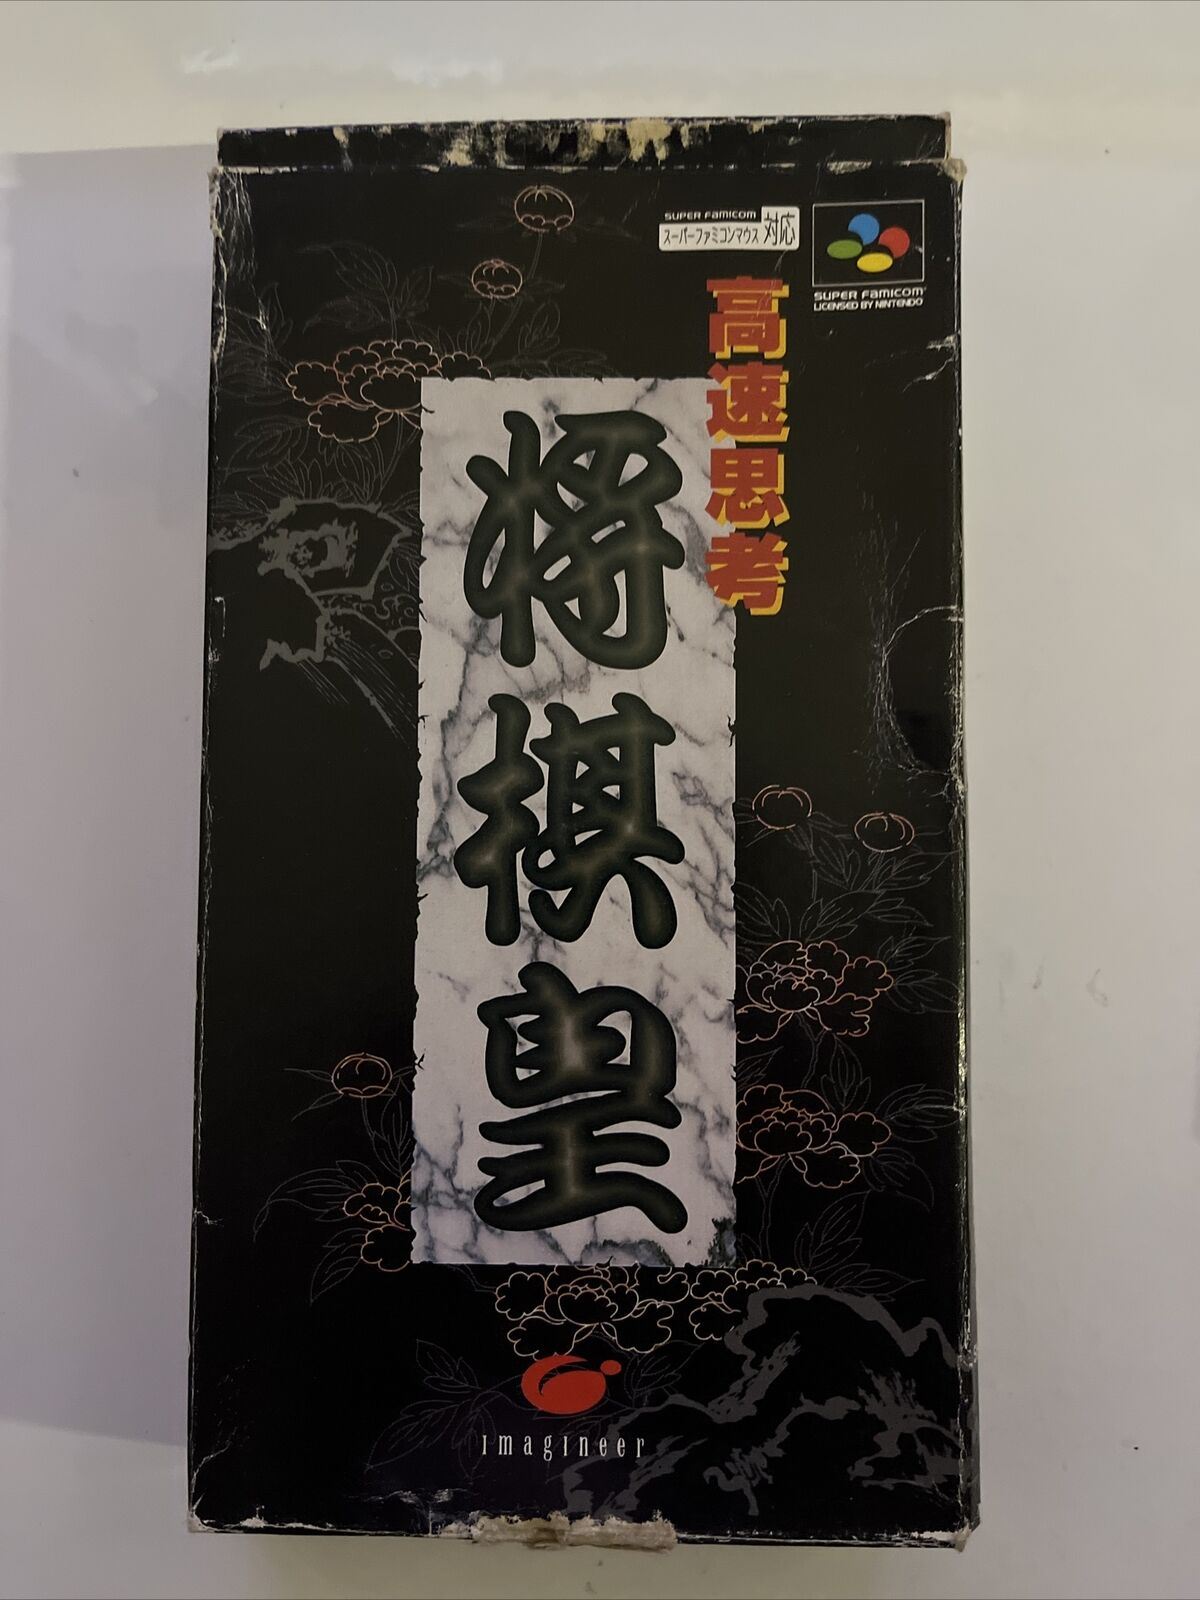 SUPER FAMICOM
スーパーファミコンマウス 対応
SUPER FAMICOM
LICENSED BY NINTENDO
高速思考
将棋皇
imagineer